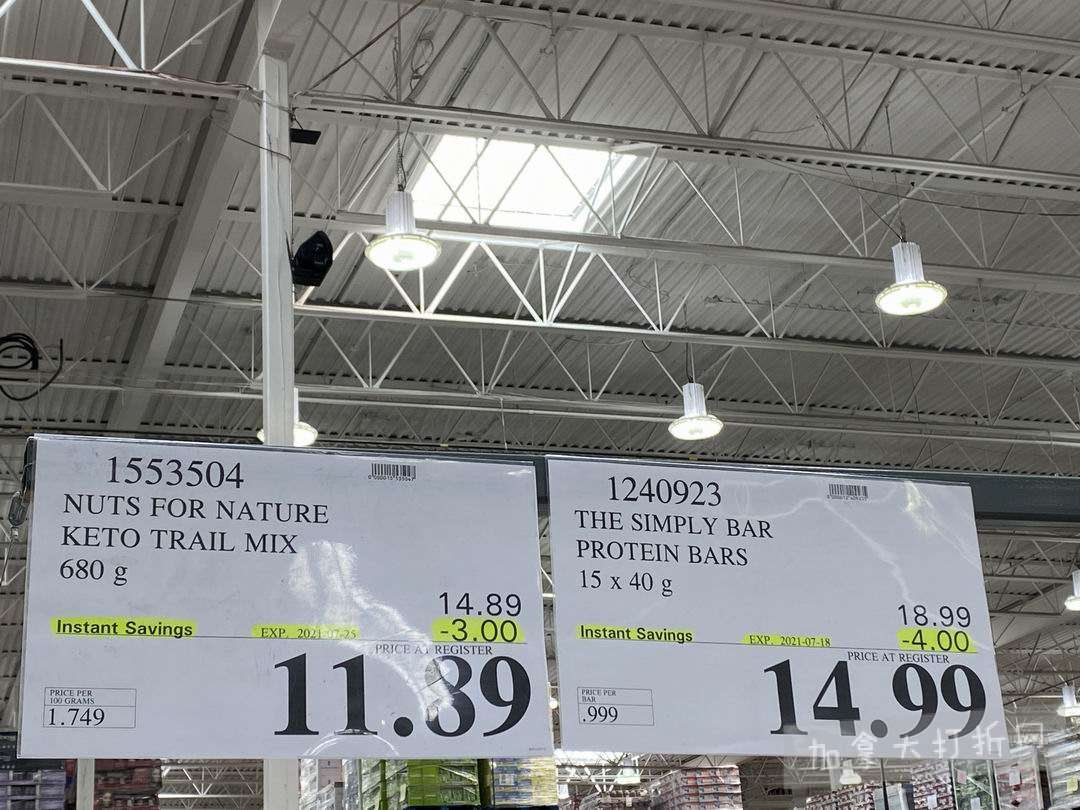 1553504
NUTS FOR NATURE
KETO TRAIL MIX
680 g
14.89
Instant Savings
EXP. 2021-07-25
-3.00
PRICE AT REGISTER
11.89
PRICE PER
100 GRAMS
1.749
1240923
THE SIMPLY BAR
PROTEIN BARS
15 x 40 g
18.99
Instant Savings
EXP. 2021-07-18
-4.00
PRICE AT REGISTER
14.99
PRICE PER
BAR
.999
加拿大打折网